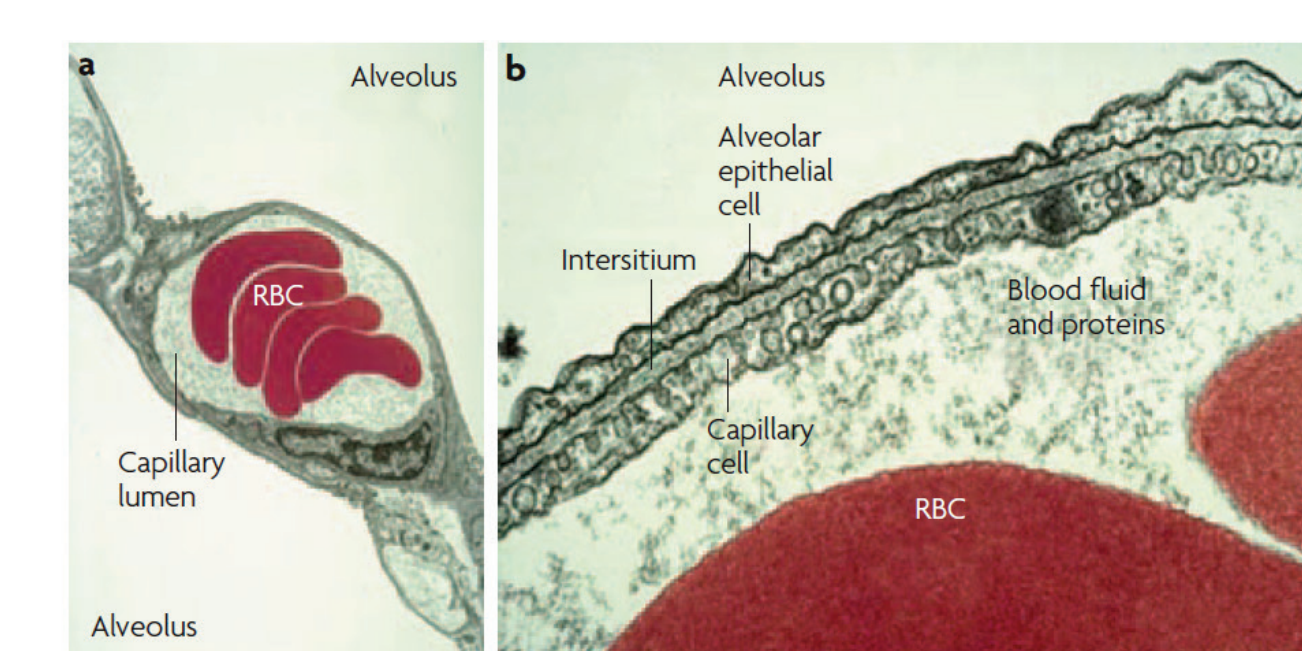 a
Alveolus
RBC
Capillary
lumen
Alveolus
b
Alveolus
Alveolar
epithelial
cell
Intersitium
Blood fluid
and proteins
Capillary
cell
RBC